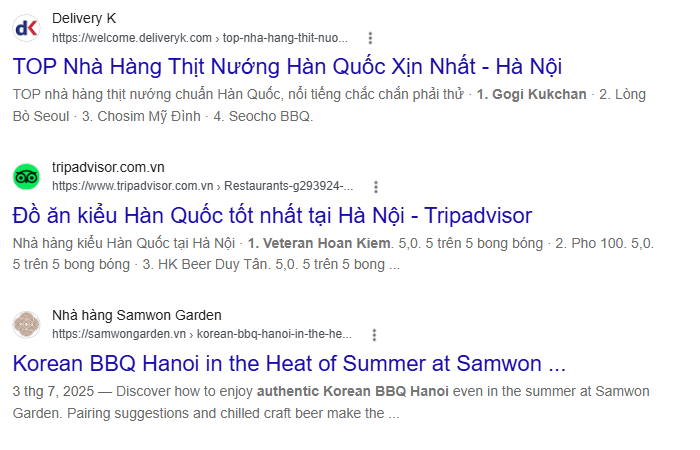 Delivery K
https://welcome.deliveryk.com › top-nha-hang-thit-nuo...
TOP Nhà Hàng Thịt Nướng Hàn Quốc Xịn Nhất - Hà Nội
TOP nhà hàng thịt nướng chuẩn Hàn Quốc, nổi tiếng chắc chắn phải thử · 1. Gogi Kukchan · 2. Lòng
Bò Seoul · 3. Chosim Mỹ Đình · 4. Seocho BBQ.
tripadvisor.com.vn
https://www.tripadvisor.com.vn › Restaurants-g293924-...
Đồ ăn kiểu Hàn Quốc tốt nhất tại Hà Nội - Tripadvisor
Nhà hàng kiểu Hàn Quốc tại Hà Nội · 1. Veteran Hoan Kiem. 5,0. 5 trên 5 bong bóng · 2. Pho 100. 5,0.
5 trên 5 bong bóng · 3. HK Beer Duy Tân. 5,0. 5 trên 5 bong ...
Nhà hàng Samwon Garden
https://samwongarden.vn › korean-bbq-hanoi-in-the-he...
Korean BBQ Hanoi in the Heat of Summer at Samwon ...
3 thg 7, 2025 — Discover how to enjoy authentic Korean BBQ Hanoi even in the summer at Samwon
Garden. Pairing suggestions and chilled craft beer make the ...